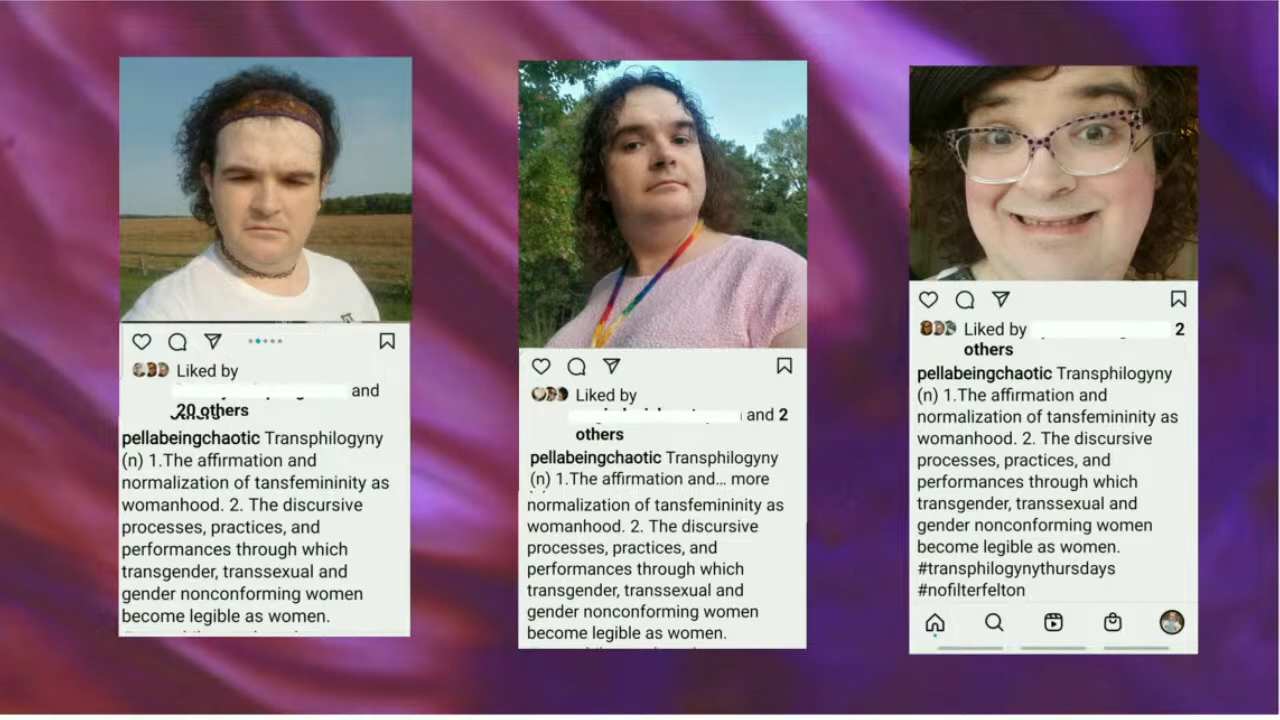 Liked by
and
20 others
pellabeingchaotic Transphilogyny
(n) 1.The affirmation and
normalization of tansfemininity as
womanhood. 2. The discursive
processes, practices, and
performances through which
transgender, transsexual and
gender nonconforming women
become legible as women.
Liked by
and 2
others
pellabeingchaotic Transphilogyny
(n) 1.The affirmation and... more
normalization of tansfemininity as
womanhood. 2. The discursive
processes, practices, and
performances through which
transgender, transsexual and
gender nonconforming women
become legible as women.
Liked by 2
others
pellabeingchaotic Transphilogyny
(n) 1.The affirmation and
normalization of tansfemininity as
womanhood. 2. The discursive
processes, practices, and
performances through which
transgender, transsexual and
gender nonconforming women
become legible as women.
#transphilogynythursdays
#nofilterfelton